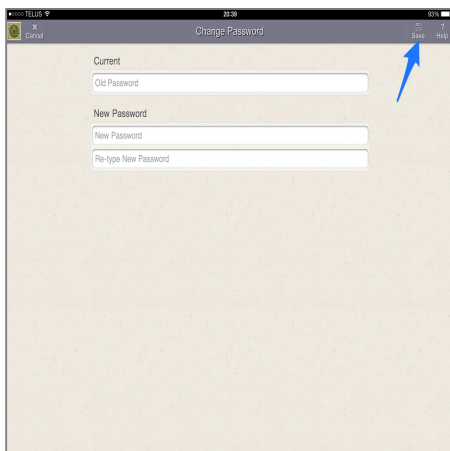 TELUS 20:39 93%
Cancel Change Password Save ? Help
Current
Old Password
New Password
New Password
Re-type New Password